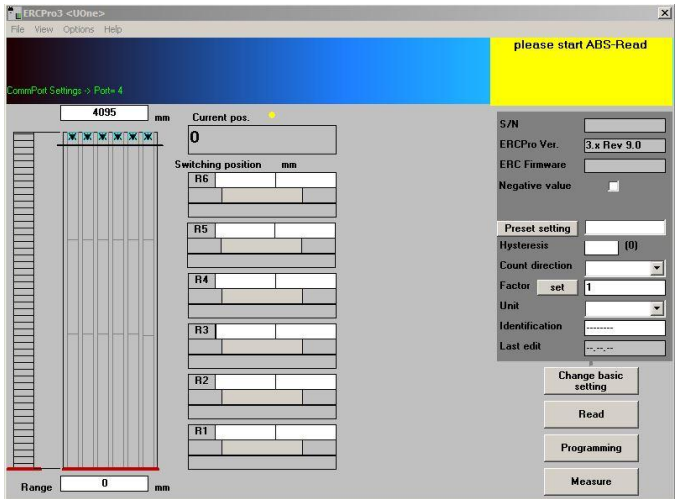 ERCPro3 <UOne>
File View Options Help
please start ABS-Read
CommPort Settings -> Port= 4
4095 mm
Current pos.
0
Switching position mm
R6
R5
R4
R3
R2
R1
Range 0 mm
S/N
ERCPro Ver. 3.x Rev 9.0
ERC Firmware
Negative value
Preset setting
Hysteresis (0)
Count direction
Factor set 1
Unit
Identification --------
Last edit --.--.--
Change basic
setting
Read
Programming
Measure